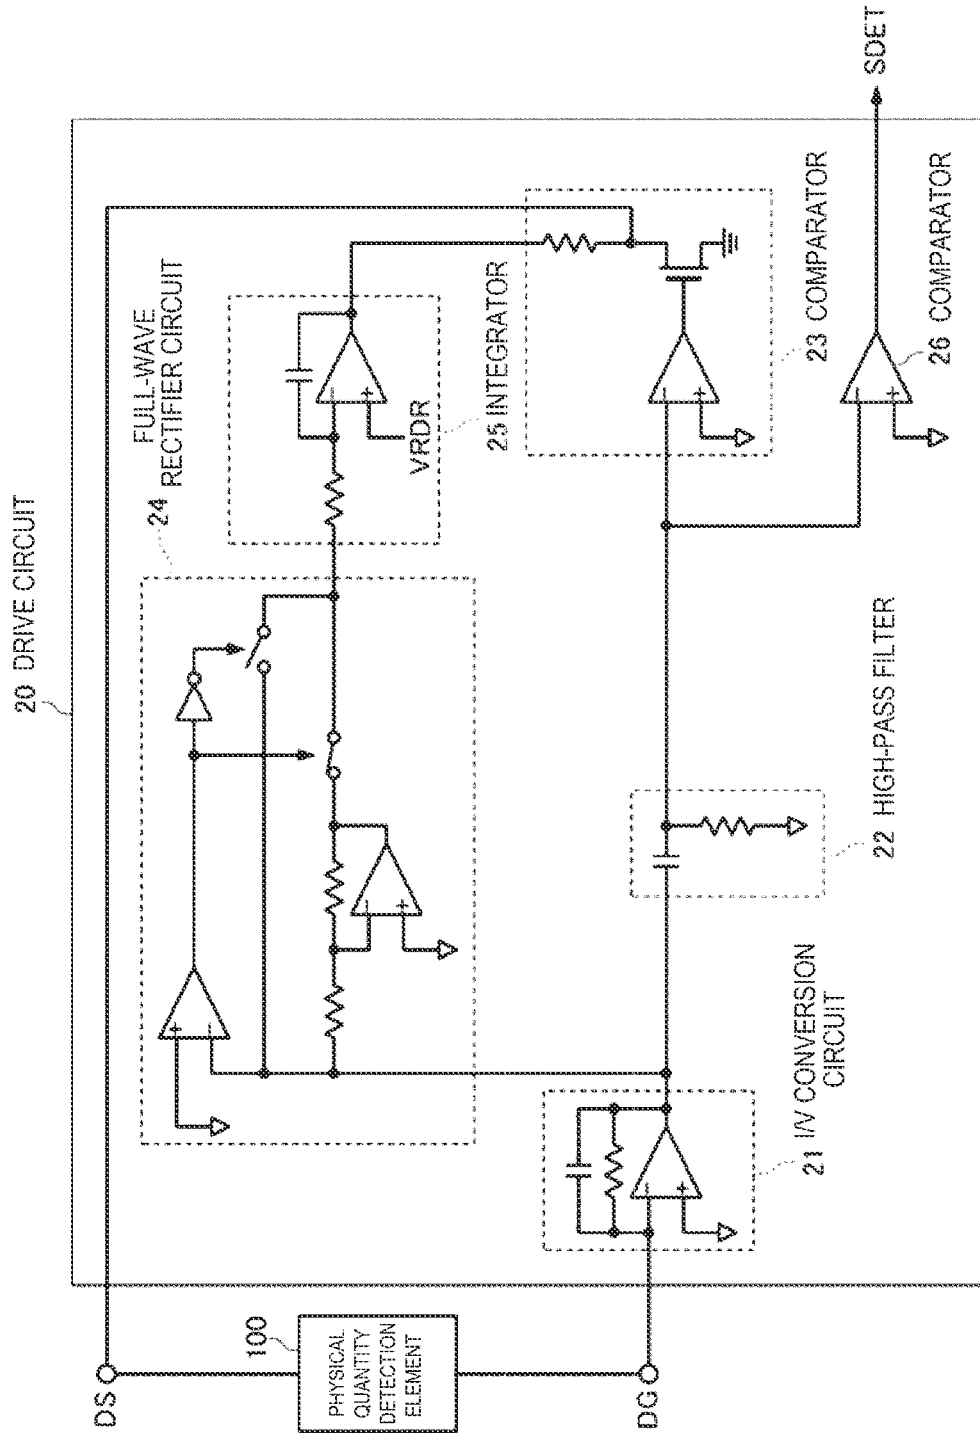 20 DRIVE CIRCUIT
24
FULL-WAVE
RECTIFIER CIRCUIT
VRDR
25 INTEGRATOR
23 COMPARATOR
26 COMPARATOR
SDET
22 HIGH-PASS FILTER
21 I/V CONVERSION
CIRCUIT
DS
100
PHYSICAL
QUANTITY
DETECTION
ELEMENT
DG